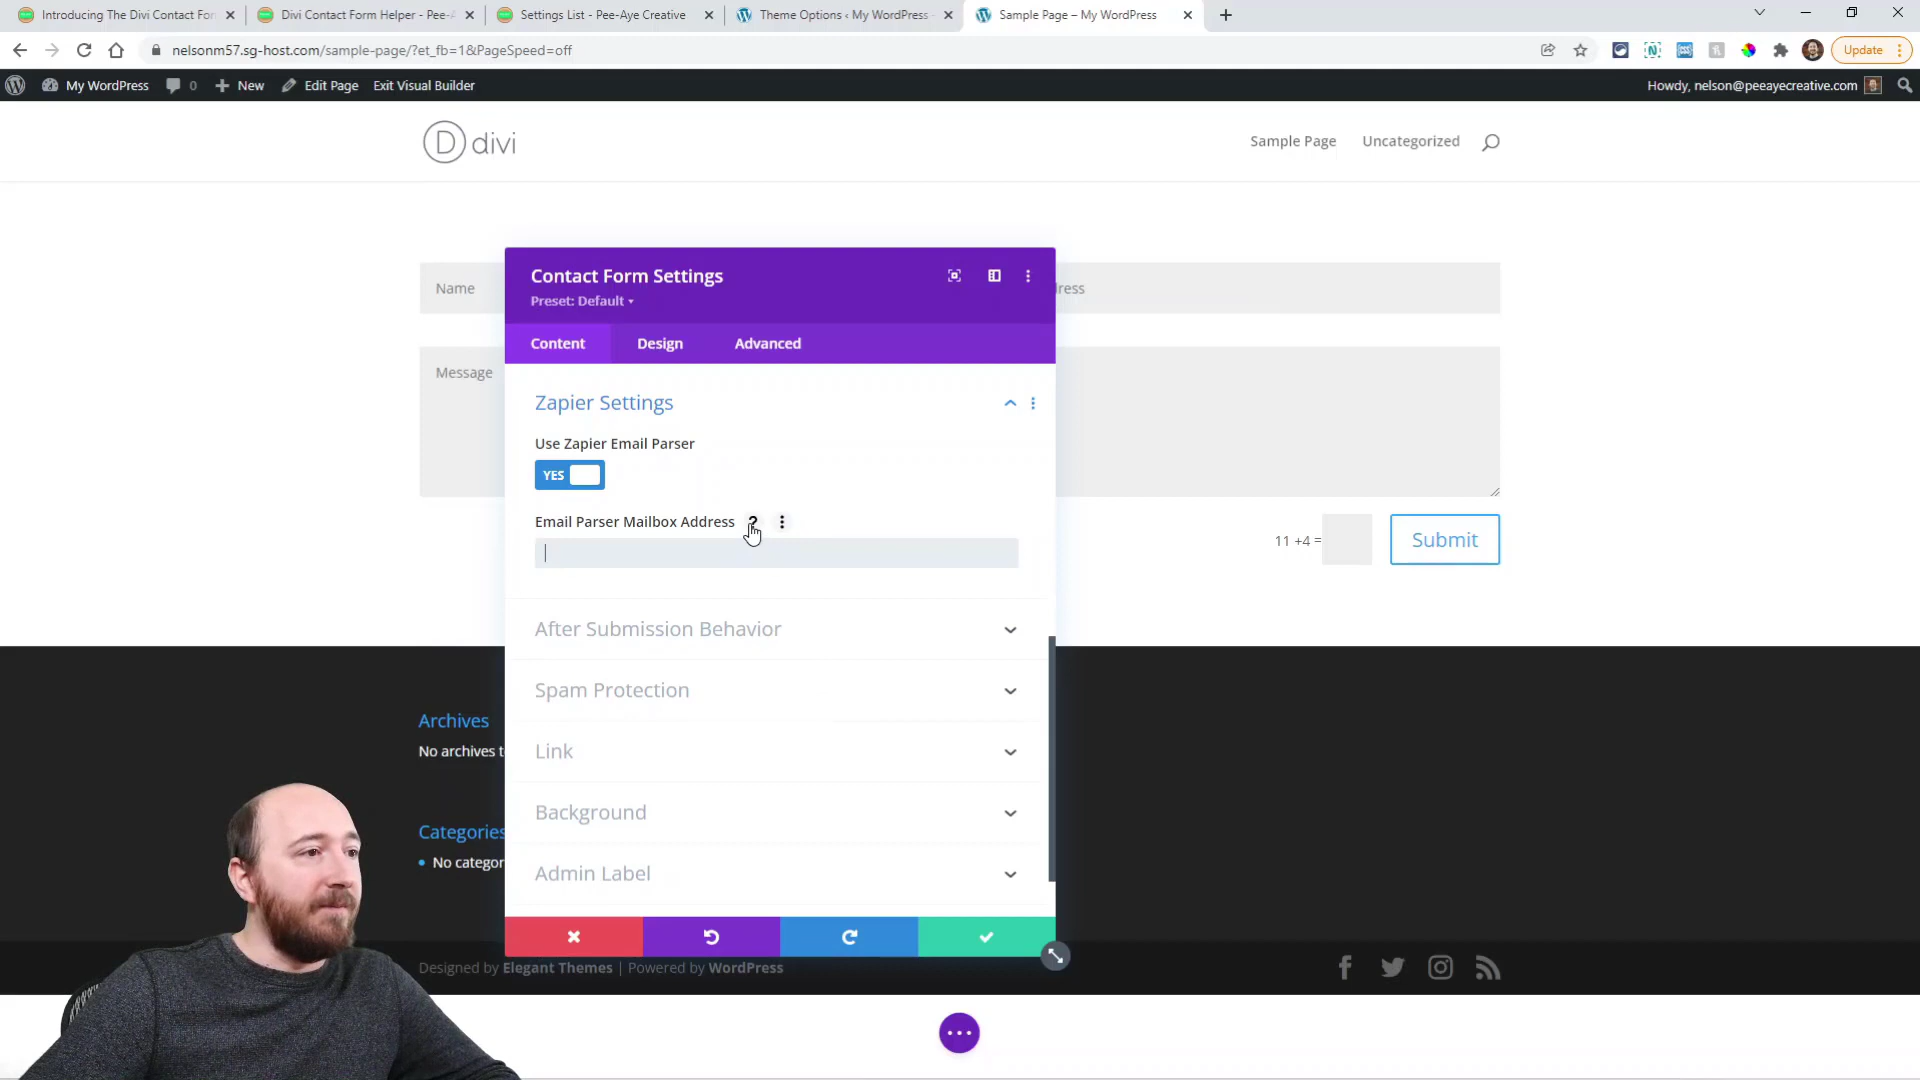 Introducing The Divi Contact For
Divi Contact Form Helper - Pee-A
Settings List - Pee-Aye Creative
Theme Options ‹ My WordPress -
Sample Page – My WordPress
nelsonm57.sg-host.com/sample-page/?et_fb=1&PageSpeed=off
Update
My WordPress
0
New
Edit Page
Exit Visual Builder
Howdy, nelson@peeayecreative.com
D divi
Sample Page
Uncategorized
Contact Form Settings
Preset: Default
Name
dress
Content
Design
Advanced
Message
Zapier Settings
Use Zapier Email Parser
YES
Email Parser Mailbox Address ?
11 +4 =
Submit
After Submission Behavior
Spam Protection
Archives
No archives t
Link
Background
Categories
No categor
Admin Label
Designed by Elegant Themes | Powered by WordPress